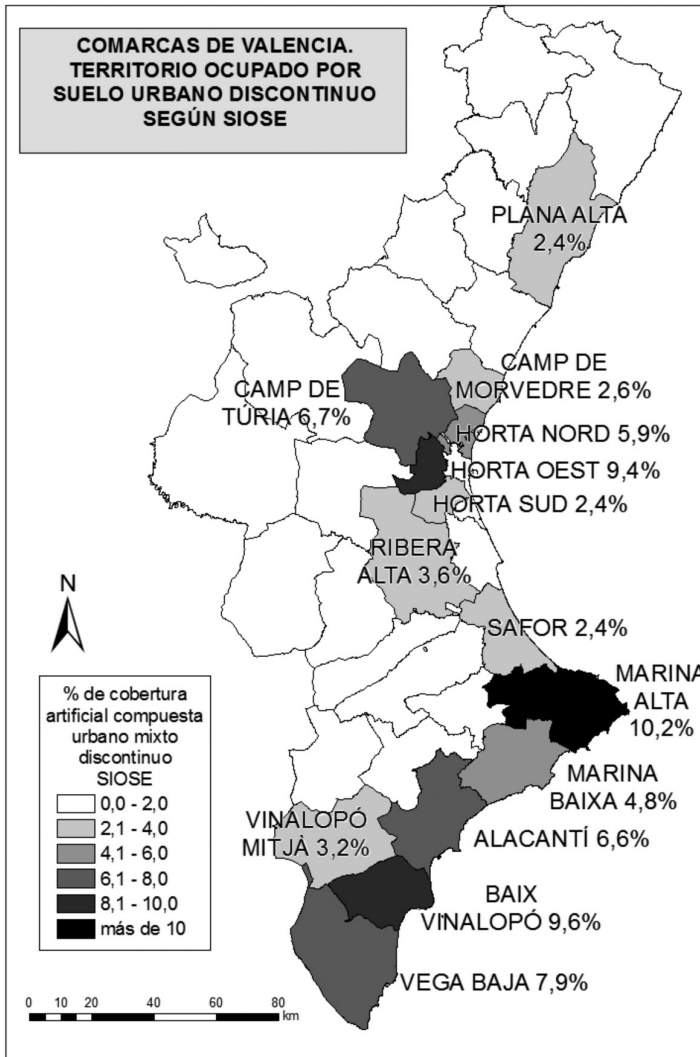 COMARCAS DE VALENCIA.
TERRITORIO OCUPADO POR
SUELO URBANO DISCONTINUO
SEGÚN SIOSE
PLANA ALTA
2,4%
CAMP DE
MORVEDRE 2,6%
CAMP DE
TÚRIA 6,7%
HORTA NORD 5,9%
HORTA OEST 9,4%
HORTA SUD 2,4%
RIBERA
ALTA 3,6%
N
SAFOR 2,4%
MARINA
ALTA
10,2%
MARINA
BAIXA 4,8%
VINALOPÓ
MITJÀ 3,2%
ALACANTÍ 6,6%
BAIX
VINALOPÓ 9,6%
VEGA BAJA 7,9%
% de cobertura
artificial compuesta
urbano mixto
discontinuo
SIOSE
0,0 - 2,0
2,1 - 4,0
4,1 - 6,0
6,1 - 8,0
8,1 - 10,0
más de 10
0 10 20 40 60 80
km